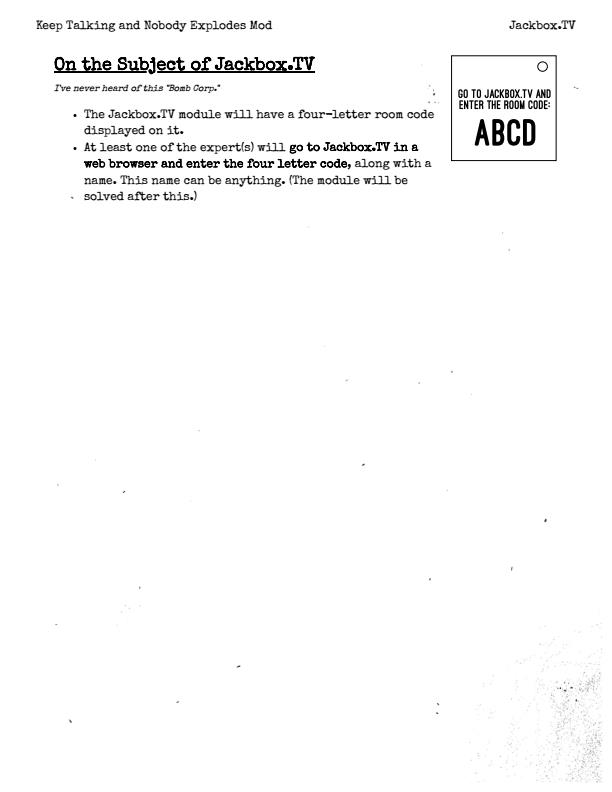 Keep Talking and Nobody Explodes Mod
Jackbox.TV
On the Subject of Jackbox.TV
I've never heard of this "Bomb Corp."
• The Jackbox.TV module will have a four-letter room code
displayed on it.
• At least one of the expert(s) will go to Jackbox.TV in a
web browser and enter the four letter code, along with a
name. This name can be anything. (The module will be
solved after this.)
GO TO JACKBOX.TV AND
ENTER THE ROOM CODE:
ABCD